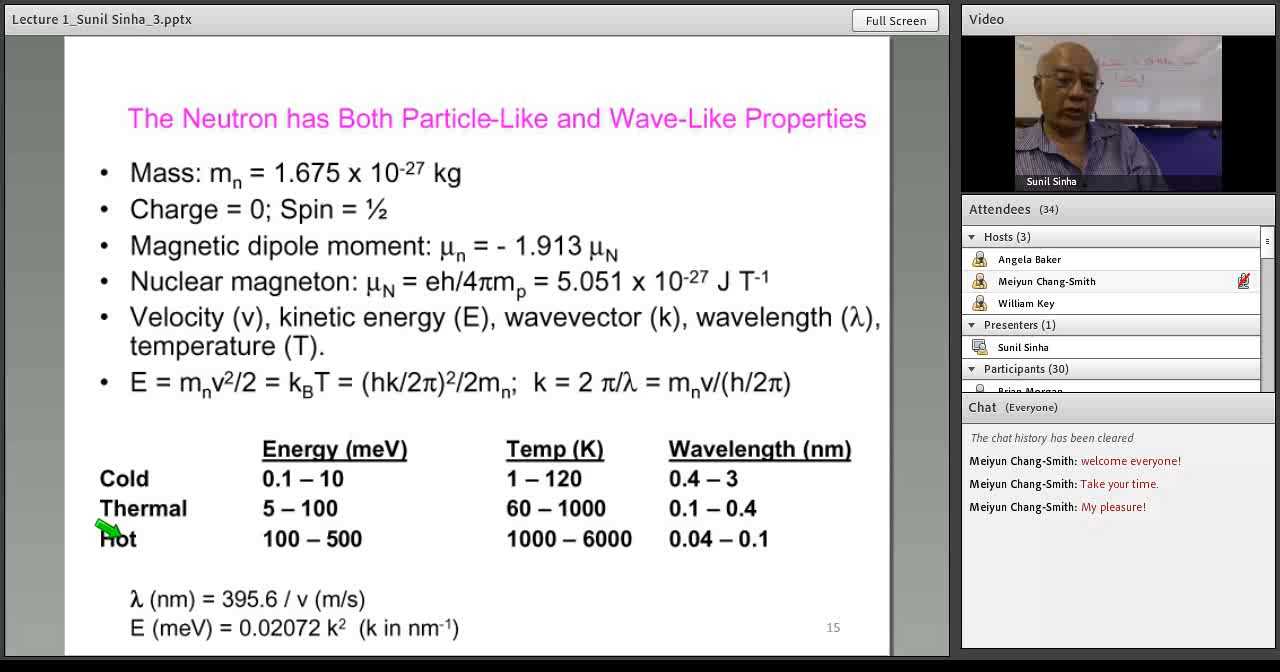 Lecture 1_Sunil Sinha_3.pptx
Full Screen
The Neutron has Both Particle-Like and Wave-Like Properties
• Mass: mn = 1.675 x 10-27 kg
• Charge = 0; Spin = ½
• Magnetic dipole moment: μn = - 1.913 μN
• Nuclear magneton: μN = eh/4πmp = 5.051 x 10-27 J T-1
• Velocity (v), kinetic energy (E), wavevector (k), wavelength (λ),
temperature (T).
• E = mnv2/2 = kBT = (hk/2π)2/2mn; k = 2 π/λ = mnv/(h/2π)
Energy (meV) Temp (K) Wavelength (nm)
Cold 0.1 – 10 1 – 120 0.4 – 3
Thermal 5 – 100 60 – 1000 0.1 – 0.4
Hot 100 – 500 1000 – 6000 0.04 – 0.1
λ (nm) = 395.6 / v (m/s)
E (meV) = 0.02072 k2 (k in nm-1)
15
Video
Sunil Sinha
Attendees (34)
Hosts (3)
Angela Baker
Meiyun Chang-Smith
William Key
Presenters (1)
Sunil Sinha
Participants (30)
Brian Morgan
Chat (Everyone)
The chat history has been cleared
Meiyun Chang-Smith: welcome everyone!
Meiyun Chang-Smith: Take your time.
Meiyun Chang-Smith: My pleasure!